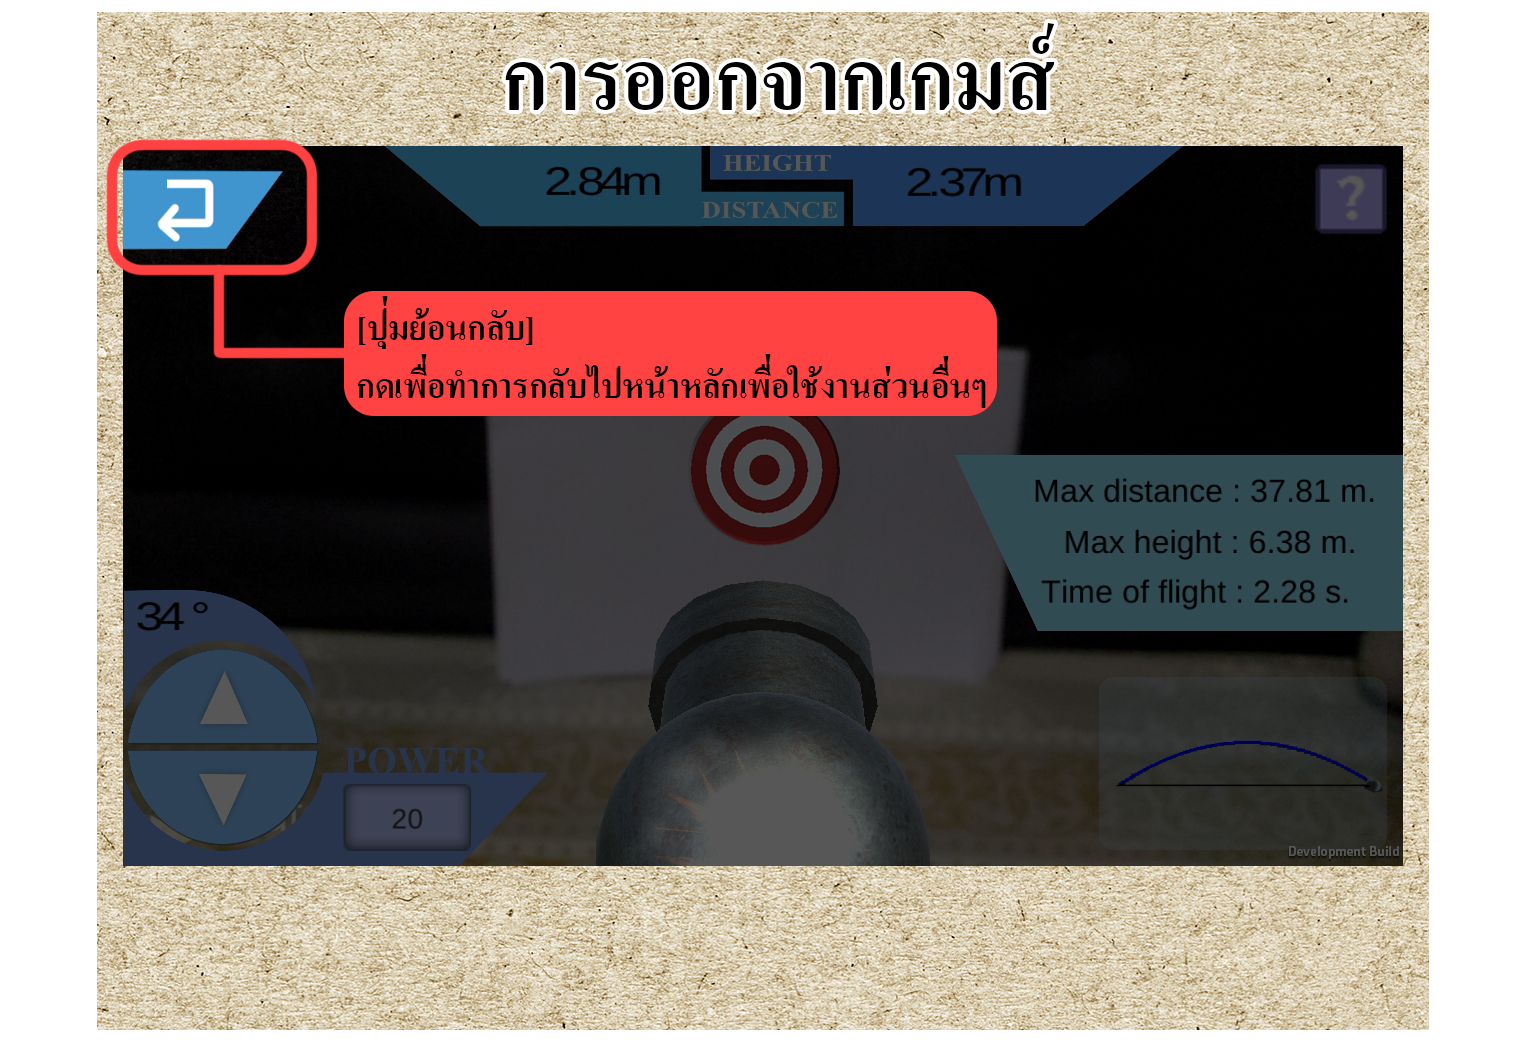 การออกจากเกมส์
2.84m
HEIGHT
2.37m
DISTANCE
?
[ปุ่มย้อนกลับ]
กดเพื่อทำการกลับไปหน้าหลักเพื่อใช้งานส่วนอื่นๆ
Max distance : 37.81 m.
Max height : 6.38 m.
Time of flight : 2.28 s.
34°
POWER
20
Development Build